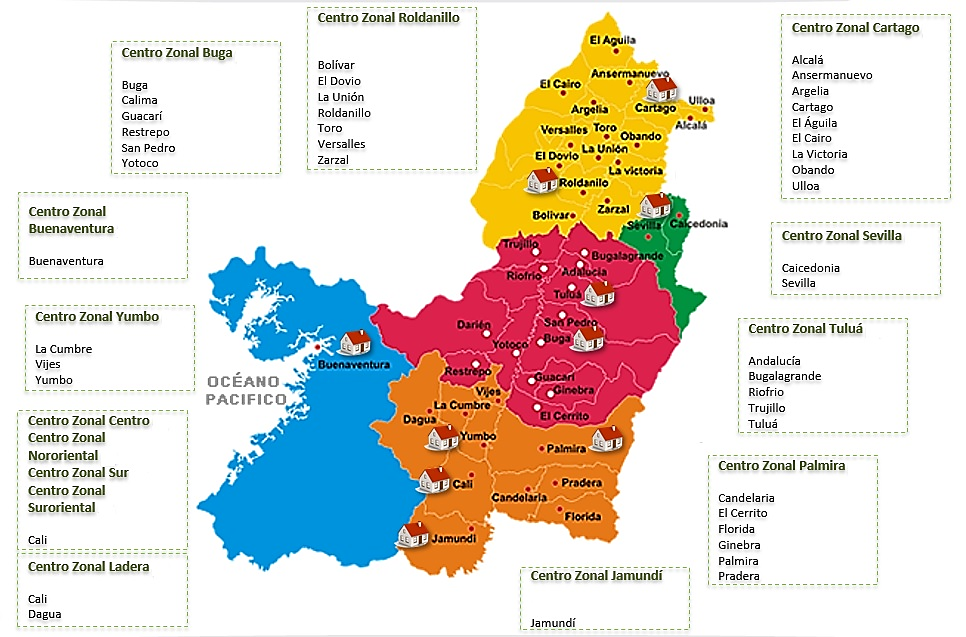 Centro Zonal Roldanillo
Bolívar
El Dovio
La Unión
Roldanillo
Toro
Versalles
Zarzal
Centro Zonal Buga
Buga
Calima
Guacarí
Restrepo
San Pedro
Yotoco
Centro Zonal
Buenaventura
Buenaventura
Centro Zonal Yumbo
La Cumbre
Vijes
Yumbo
Centro Zonal Centro
Centro Zonal
Nororiental
Centro Zonal Sur
Centro Zonal
Suroriental
Cali
Centro Zonal Ladera
Cali
Dagua
Centro Zonal Cartago
Alcalá
Ansermanuevo
Argelia
Cartago
El Águila
El Cairo
La Victoria
Obando
Ulloa
Centro Zonal Sevilla
Caicedonia
Sevilla
Centro Zonal Tuluá
Andalucía
Bugalagrande
Riofrio
Trujillo
Tuluá
Centro Zonal Palmira
Candelaria
El Cerrito
Florida
Ginebra
Palmira
Pradera
Centro Zonal Jamundí
Jamundí
El Aguila
Ansermanuevo
El Cairo
Ulloa
Argelia
Cartago
Alcalá
Versalles
Toro
Obando
La Unión
El Dovio
La victoria
Roldanilo
Zarzal
Bolívar
Sevilla
Caicedonia
Trujillo
Bugalagrande
Riofrío
Adalucía
Tuluá
Darién
San Pedro
Yotoco
Buga
Restrepo
Guacarí
Ginebra
El Cerrito
Buenaventura
OCÉANO
PACIFICO
Vijes
La Cumbre
Dagua
Yumbo
Palmira
Cali
Pradera
Candelaria
Florida
Jamundi